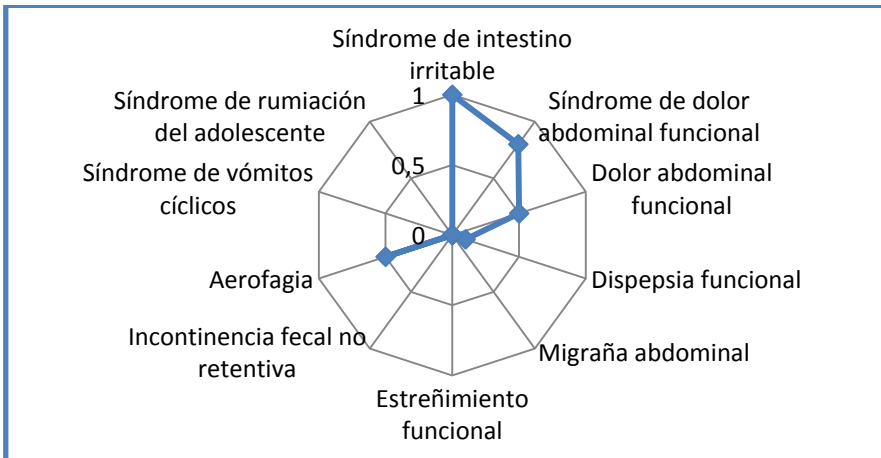 Síndrome de intestino
irritable
Síndrome de dolor
abdominal funcional
Dolor abdominal
funcional
Dispepsia funcional
Migraña abdominal
Estreñimiento
funcional
Incontinencia fecal no
retentiva
Aerofagia
Síndrome de vómitos
cíclicos
Síndrome de rumiación
del adolescente
1
0,5
0